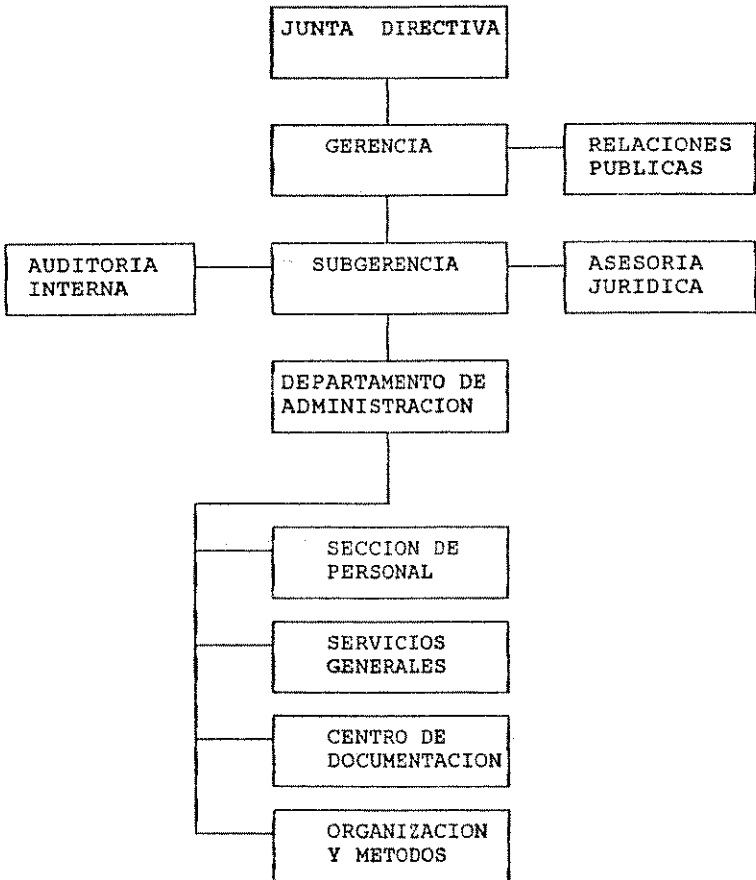 JUNTA DIRECTIVA
GERENCIA
RELACIONES
PUBLICAS
AUDITORIA
INTERNA
SUBGERENCIA
ASESORIA
JURIDICA
DEPARTAMENTO DE
ADMINISTRACION
SECCION DE
PERSONAL
SERVICIOS
GENERALES
CENTRO DE
DOCUMENTACION
ORGANIZACION
Y METODOS